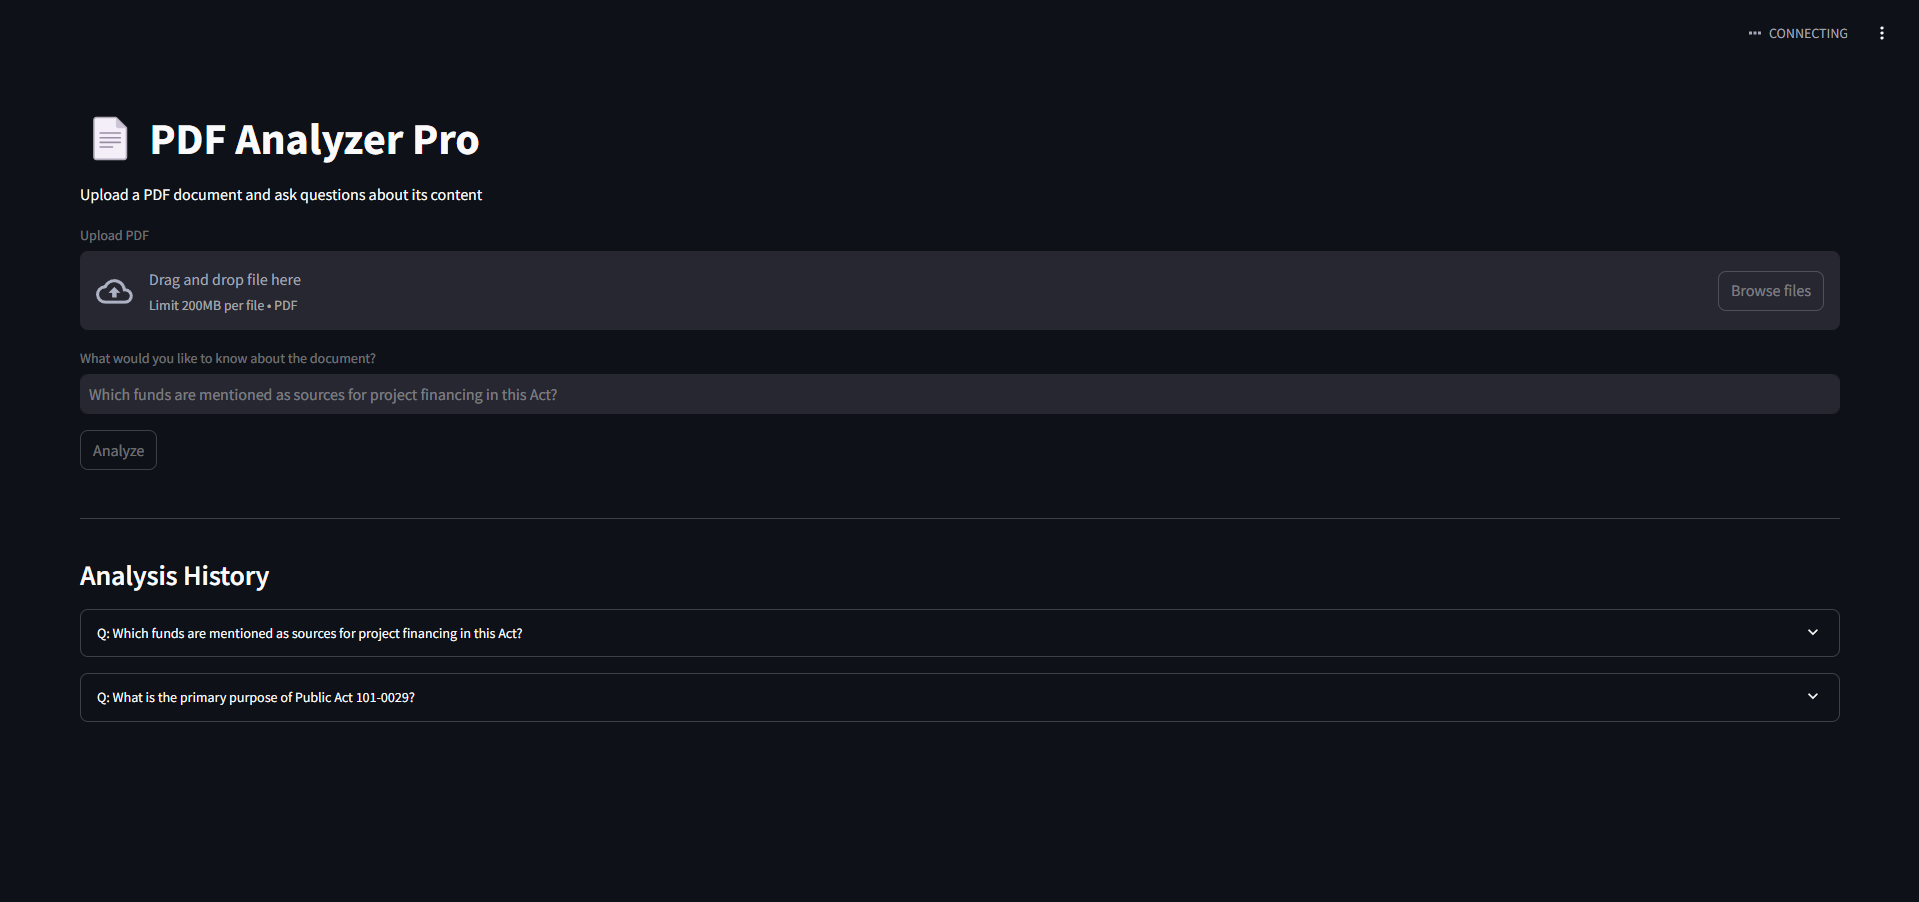 CONNECTING
PDF Analyzer Pro
Upload a PDF document and ask questions about its content
Upload PDF
Drag and drop file here
Limit 200MB per file • PDF
Browse files
What would you like to know about the document?
Which funds are mentioned as sources for project financing in this Act?
Analyze
Analysis History
Q: Which funds are mentioned as sources for project financing in this Act?
Q: What is the primary purpose of Public Act 101-0029?